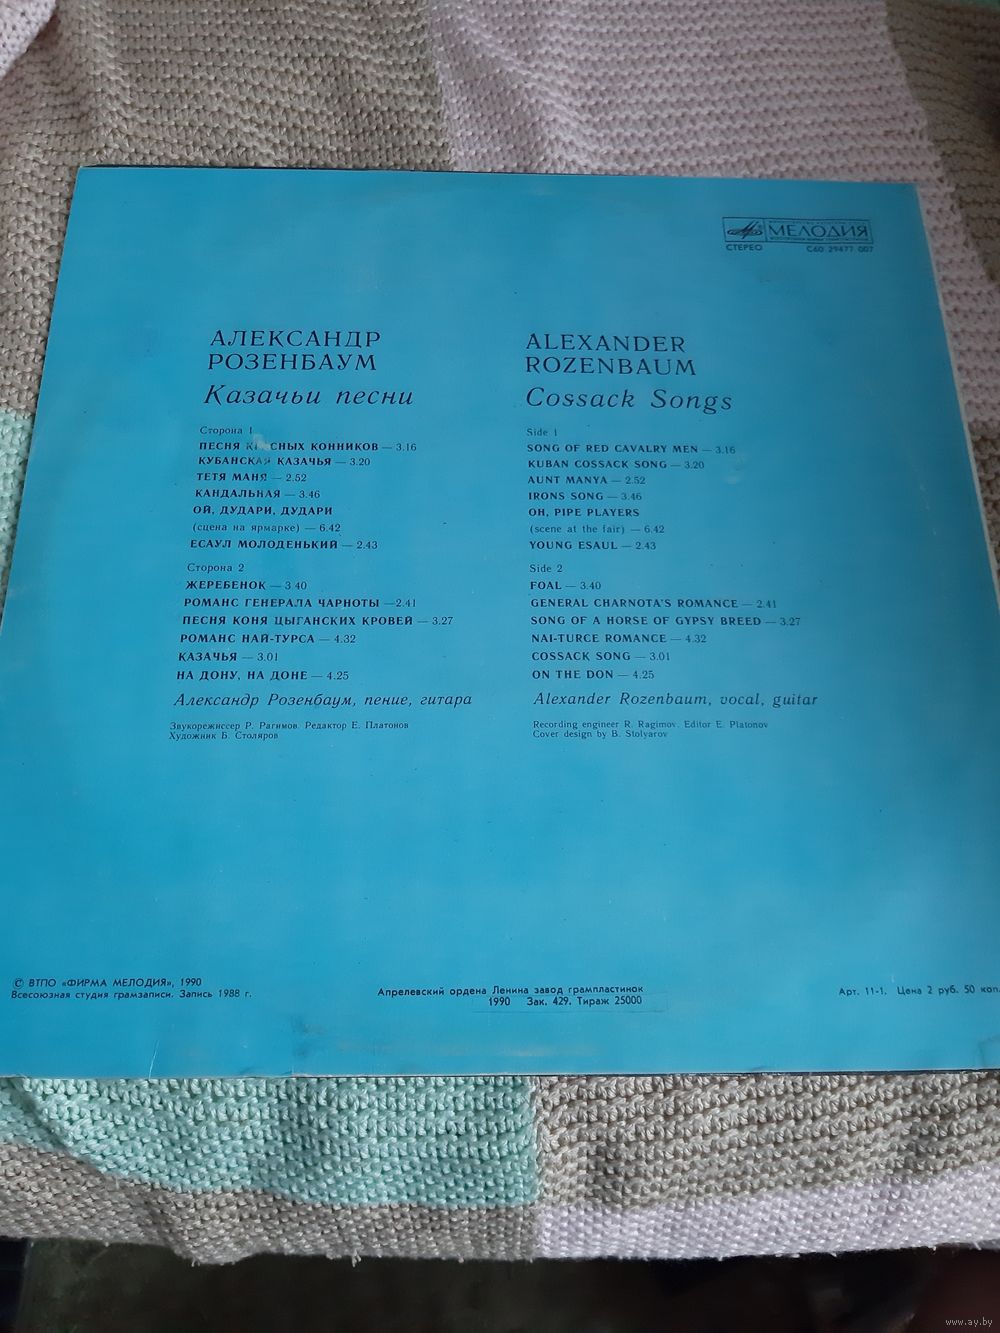 МЕЛОДИЯ
СТЕРЕО С60 29477 007
АЛЕКСАНДР
РОЗЕНБАУМ
Казачьи песни
Сторона 1
ПЕСНЯ КРАСНЫХ КОННИКОВ — 3.16
КУБАНСКАЯ КАЗАЧЬЯ — 3.20
ТЕТЯ МАНЯ — 2.52
КАНДАЛЬНАЯ — 3.46
ОЙ, ДУДАРИ, ДУДАРИ
(сцена на ярмарке) — 6.42
ЕСАУЛ МОЛОДЕНЬКИЙ — 2.43
Сторона 2
ЖЕРЕБЕНОК — 3 40
РОМАНС ГЕНЕРАЛА ЧАРНОТЫ —2.41
ПЕСНЯ КОНЯ ЦЫГАНСКИХ КРОВЕЙ — 3.27
РОМАНС НАЙ-ТУРСА — 4.32
КАЗАЧЬЯ — 3.01
НА ДОНУ, НА ДОНЕ — 4.25
Александр Розенбаум, пение, гитара
Звукорежиссер Р. Рагимов. Редактор Е. Платонов
Художник Б. Столяров
ALEXANDER
ROZENBAUM
Cossack Songs
Side 1
SONG OF RED CAVALRY MEN — 3.16
KUBAN COSSACK SONG — 3.20
AUNT MANYA — 2.52
IRONS SONG — 3.46
OH, PIPE PLAYERS
(scene at the fair) — 6.42
YOUNG ESAUL — 2.43
Side 2
FOAL — 3.40
GENERAL CHARNOTA'S ROMANCE — 2.41
SONG OF A HORSE OF GYPSY BREED — 3.27
NAI-TURCE ROMANCE — 4.32
COSSACK SONG — 3.01
ON THE DON — 4.25
Alexander Rozenbaum, vocal, guitar
Recording engineer R. Ragimov. Editor E. Platonov
Cover design by B. Stolyarov
© ВТПО «ФИРМА МЕЛОДИЯ», 1990
Всесоюзная студия грамзаписи. Запись 1988 г.
Апрелевский ордена Ленина завод грампластинок
1990 Зак. 429. Тираж 25000
Арт. 11-1. Цена 2 руб. 50 коп.
www.ay.by